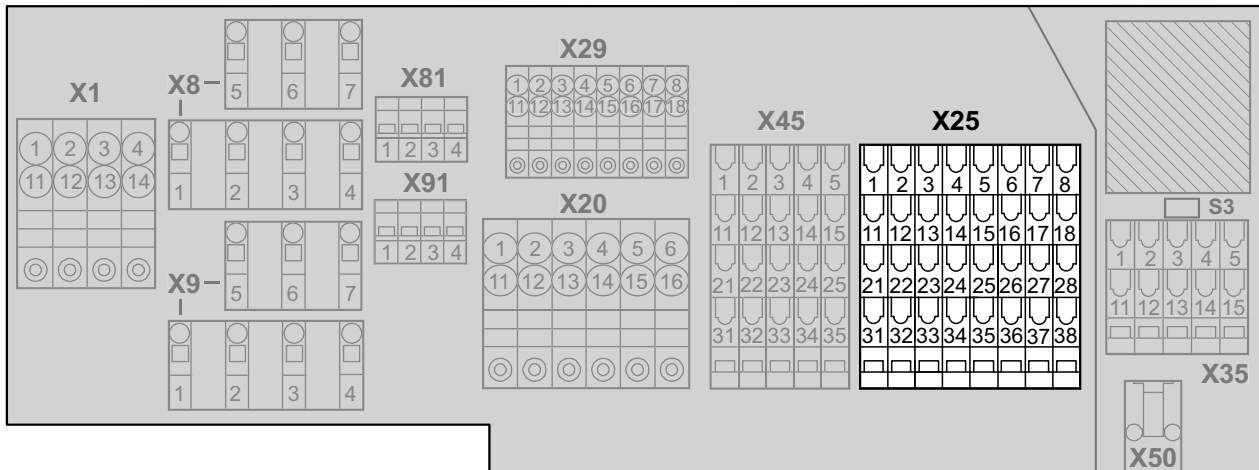 X1
1 2 3 4
11 12 13 14
X8
5 6 7
1 2 3 4
X9
5 6 7
1 2 3 4
X81
1 2 3 4
X91
1 2 3 4
X29
1 2 3 4 5 6 7 8
11 12 13 14 15 16 17 18
X20
1 2 3 4 5 6
11 12 13 14 15 16
X45
1 2 3 4 5
11 12 13 14 15
21 22 23 24 25
31 32 33 34 35
X25
1 2 3 4 5 6 7 8
11 12 13 14 15 16 17 18
21 22 23 24 25 26 27 28
31 32 33 34 35 36 37 38
S3
1 2 3 4 5
11 12 13 14 15
X35
X50